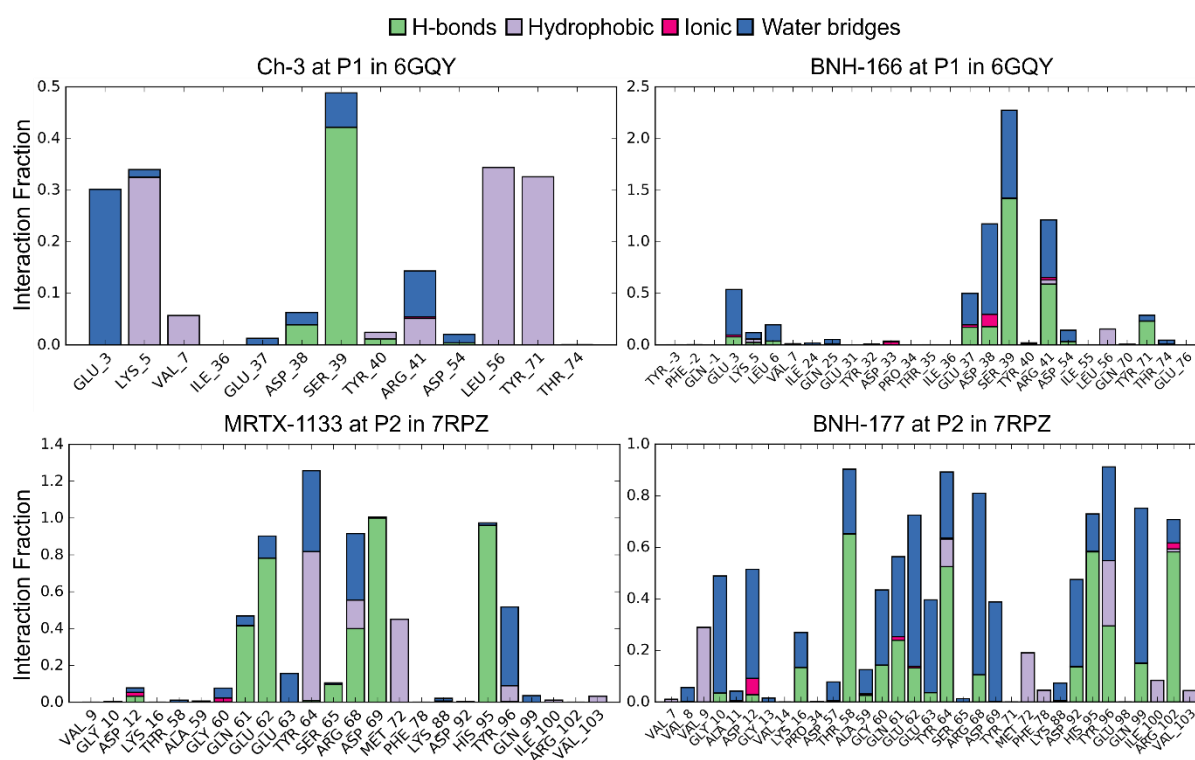 H-bonds Hydrophobic Ionic Water bridges
Ch-3 at P1 in 6GQY
Interaction Fraction
0.5
0.4
0.3
0.2
0.1
0.0
GLU_3
LYS_5
VAL_7
ILE_36
GLU_37
ASP_38
SER_39
TYR_40
ARG_41
ASP_54
LEU_56
TYR_71
THR_74
BNH-166 at P1 in 6GQY
2.5
2.0
1.5
1.0
0.5
0.0
TYR_-3
PHE_-2
GLN_-1
GLU_3
LYS_5
LEU_6
VAL_7
ILE_24
GLN_25
GLU_31
TYR_32
ASP_33
PRO_34
THR_35
ILE_36
GLU_37
ASP_38
SER_39
TYR_40
ARG_41
ASP_54
ILE_55
LEU_56
GLN_70
TYR_71
THR_74
GLU_76
MRTX-1133 at P2 in 7RPZ
Interaction Fraction
1.4
1.2
1.0
0.8
0.6
0.4
0.2
0.0
VAL_9
GLY_10
ASP_12
LYS_16
THR_58
ALA_59
GLY_60
GLN_61
GLU_62
GLU_63
TYR_64
SER_65
ARG_68
ASP_69
MET_72
PHE_78
LYS_88
ASP_92
HIS_95
TYR_96
GLN_99
ILE_100
ARG_102
VAL_103
BNH-177 at P2 in 7RPZ
1.0
0.8
0.6
0.4
0.2
0.0
VAL_7
VAL_8
VAL_9
GLY_10
ALA_11
ASP_12
GLY_13
VAL_14
LYS_16
PRO_34
ASP_57
THR_58
ALA_59
GLY_60
GLN_61
GLU_62
GLU_63
TYR_64
SER_65
ARG_68
ASP_69
TYR_71
MET_72
PHE_78
LYS_88
ASP_92
HIS_95
TYR_96
GLU_98
GLN_99
ILE_100
ARG_102
VAL_103